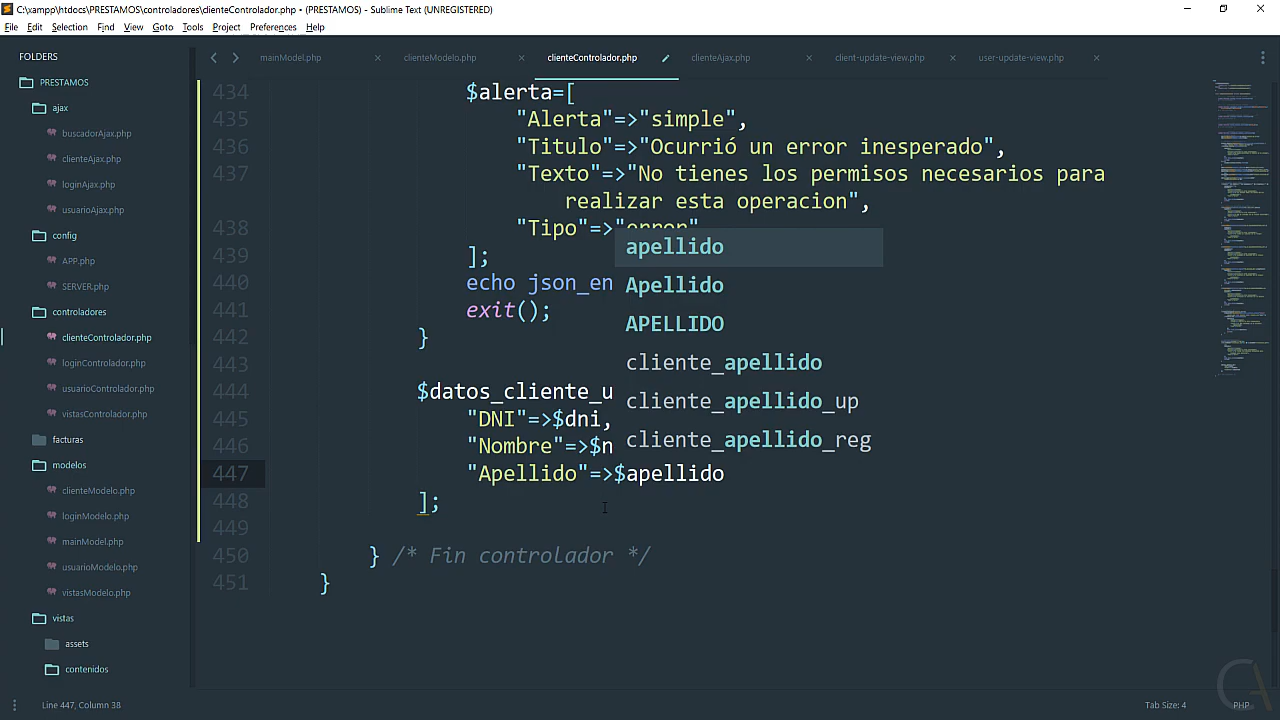 C:\xampp\htdocs\PRESTAMOS\controladores\clienteControlador.php • (PRESTAMOS) - Sublime Text (UNREGISTERED)
File Edit Selection Find View Goto Tools Project Preferences Help
FOLDERS
PRESTAMOS
ajax
buscadorAjax.php
clienteAjax.php
loginAjax.php
usuarioAjax.php
config
APP.php
SERVER.php
controladores
clienteControlador.php
loginControlador.php
usuarioControlador.php
vistasControlador.php
facturas
modelos
clienteModelo.php
loginModelo.php
mainModel.php
usuarioModelo.php
vistasModelo.php
vistas
assets
contenidos
mainModel.php clienteModelo.php clienteControlador.php clienteAjax.php client-update-view.php user-update-view.php
434 $alerta=[
435 "Alerta"=>"simple",
436 "Titulo"=>"Ocurrió un error inesperado",
437 "Texto"=>"No tienes los permisos necesarios para
realizar esta operacion",
438 "Tipo"=>"error"
439 ];
440 echo json_en
441 exit();
442 }
443
444 $datos_cliente_u
445 "DNI"=>$dni,
446 "Nombre"=>$n
447 "Apellido"=>$apellido
448 ];
449
450 } /* Fin controlador */
451 }
apellido
Apellido
APELLIDO
cliente_apellido
cliente_apellido_up
cliente_apellido_reg
Line 447, Column 38
Tab Size: 4 PHP